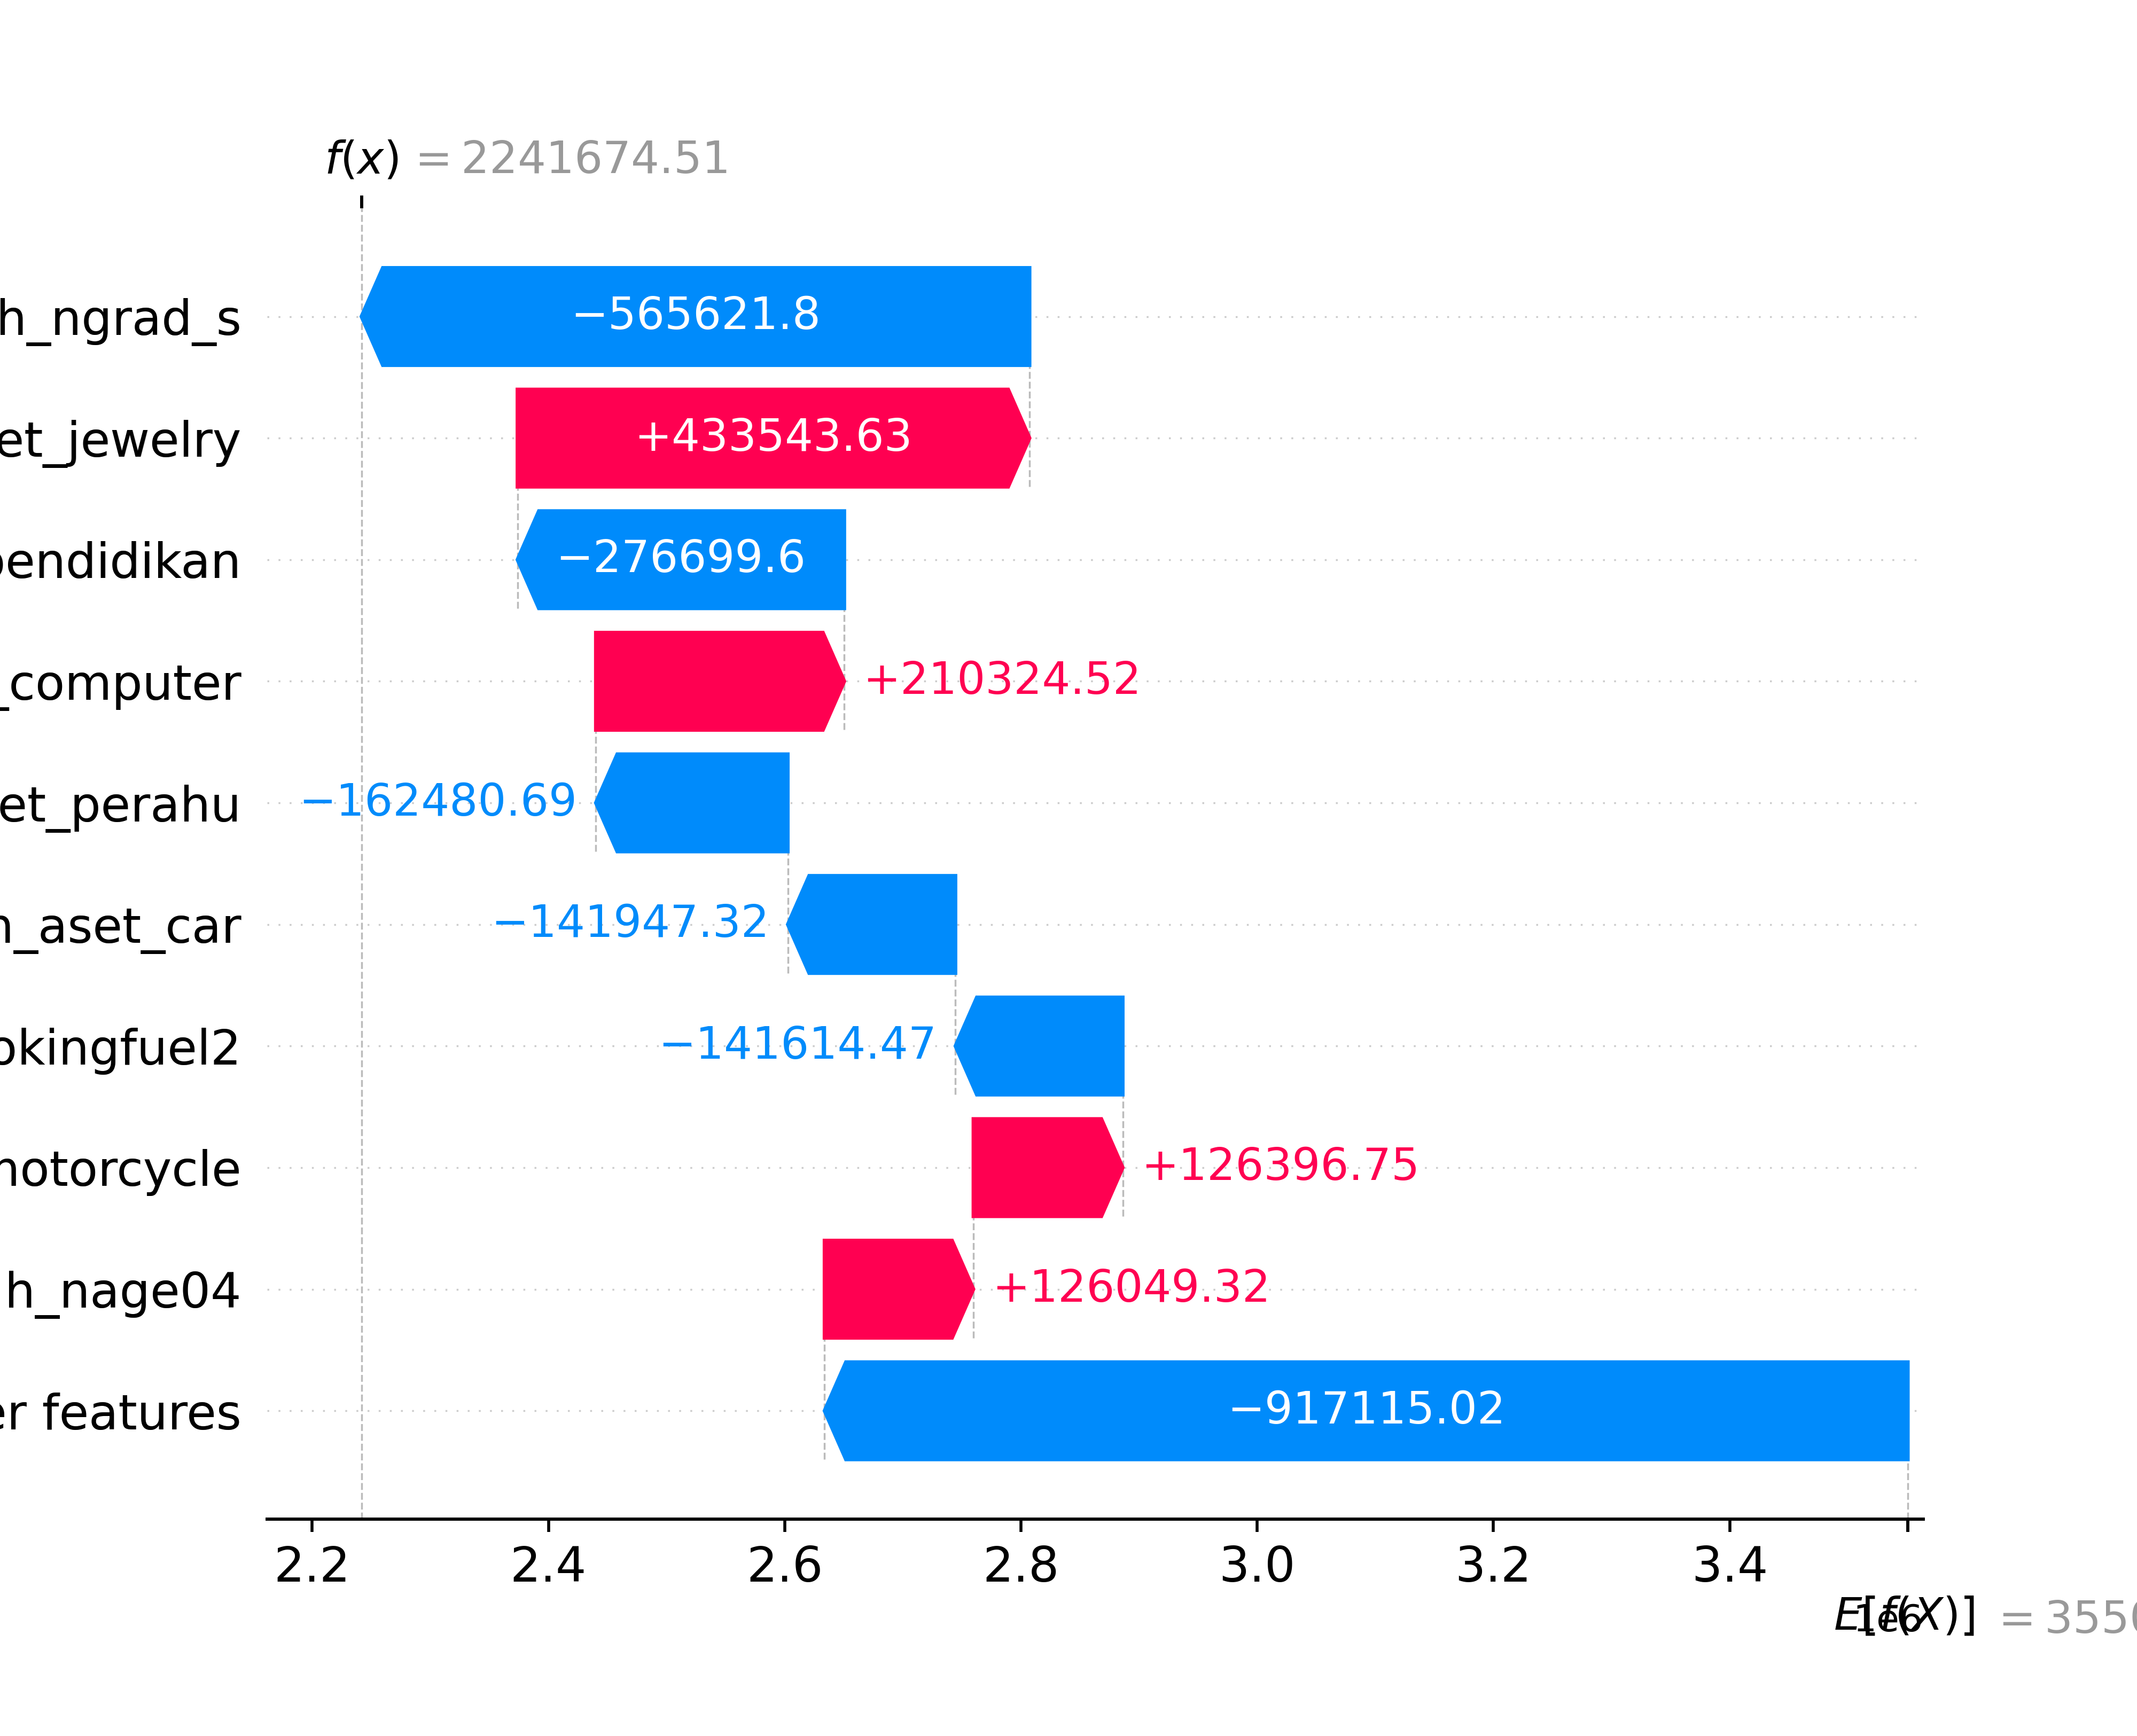 f(x) = 2241674.51
h_ngrad_s −565621.8
et_jewelry +433543.63
pendidikan −276699.6
_computer +210324.52
et_perahu −162480.69
_aset_car −141947.32
okingfuel2 −141614.47
motorcycle +126396.75
h_nage04 +126049.32
er features −917115.02
2.2 2.4 2.6 2.8 3.0 3.2 3.4
1e6
E[f(X)] = 3550